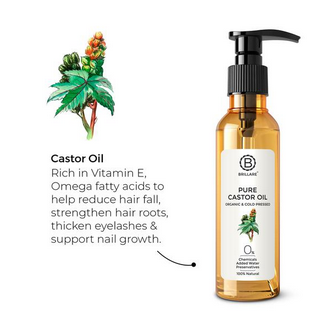 Castor Oil
Rich in Vitamin E,
Omega fatty acids to
help reduce hair fall,
strengthen hair roots,
thicken eyelashes &
support nail growth.
B
BRILLARE
PURE
CASTOR OIL
ORGANIC & COLD PRESSED
0%
Chemicals
Added Water
Preservatives
100% Natural